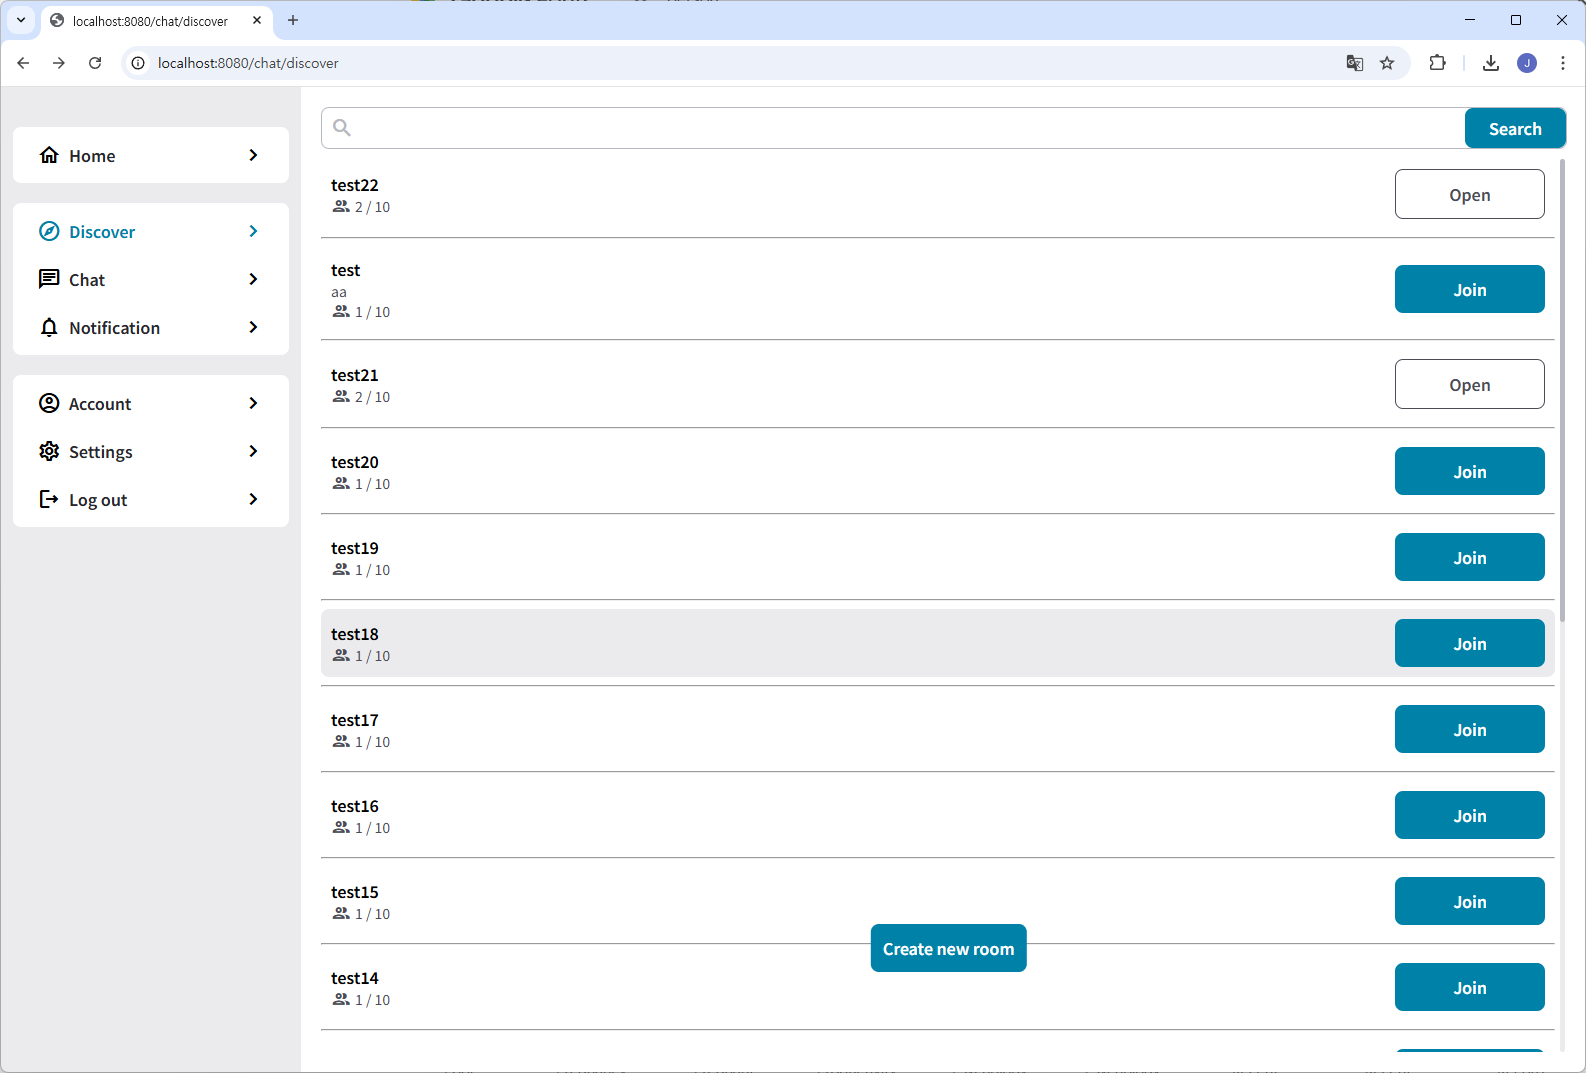 localhost:8080/chat/discover
localhost:8080/chat/discover
J
Home
Discover
Chat
Notification
Account
Settings
Log out
Search
test22
2 / 10
Open
test
aa
1 / 10
Join
test21
2 / 10
Open
test20
1 / 10
Join
test19
1 / 10
Join
test18
1 / 10
Join
test17
1 / 10
Join
test16
1 / 10
Join
test15
1 / 10
Join
Create new room
test14
1 / 10
Join